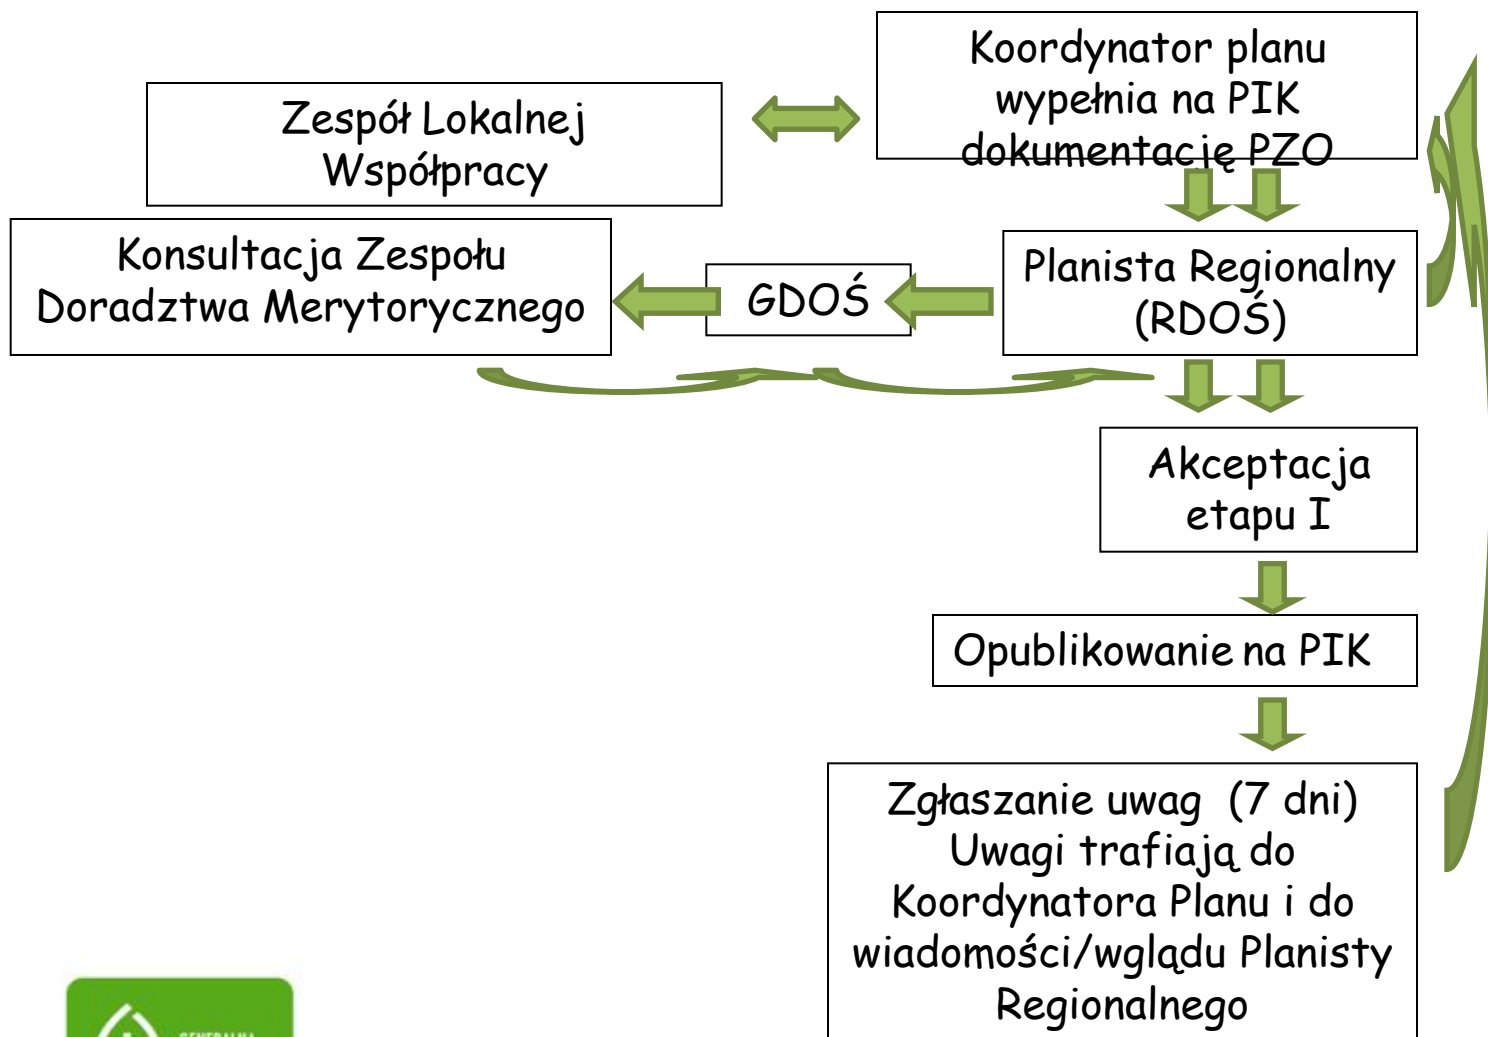 Koordynator planu
wypełnia na PIK
dokumentację PZO
Zespół Lokalnej
Współpracy
Konsultacja Zespołu
Doradztwa Merytorycznego
GDOŚ
Planista Regionalny
(RDOŚ)
Akceptacja
etapu I
Opublikowanie na PIK
Zgłaszanie uwag (7 dni)
Uwagi trafiają do
Koordynatora Planu i do
wiadomości/wglądu Planisty
Regionalnego